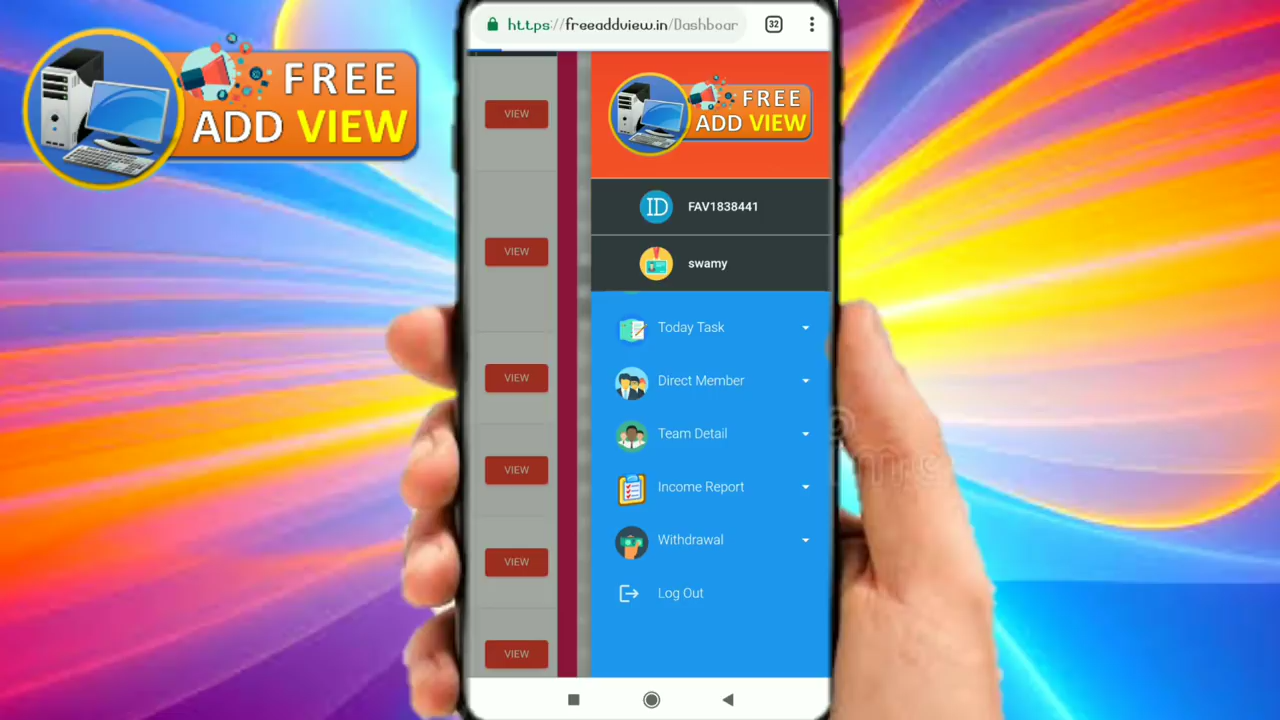 FREE
ADD VIEW
https://freeaddview.in/Dashboar
32
FREE
ADD VIEW
ID
FAV1838441
swamy
Today Task
Direct Member
Team Detail
Income Report
Withdrawal
Log Out
VIEW
VIEW
VIEW
VIEW
VIEW
VIEW